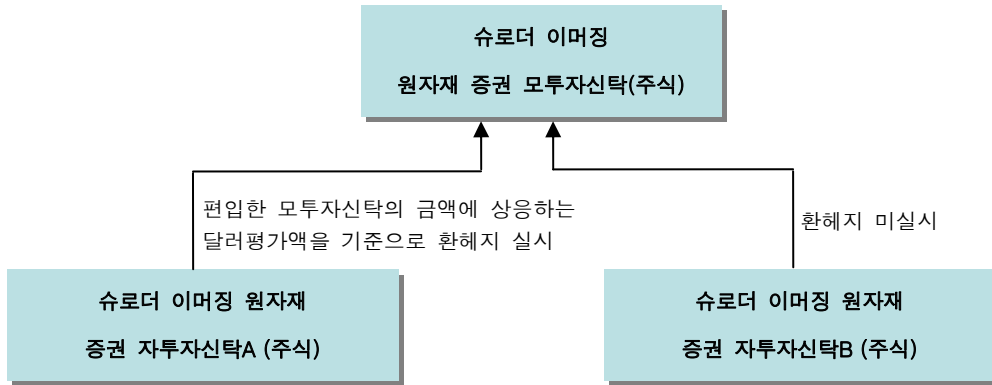 슈로더 이머징
원자재 증권 모투자신탁(주식)
편입한 모투자신탁의 금액에 상응하는
달러평가액을 기준으로 환헤지 실시
환헤지 미실시
슈로더 이머징 원자재
증권 자투자신탁A (주식)
슈로더 이머징 원자재
증권 자투자신탁B (주식)